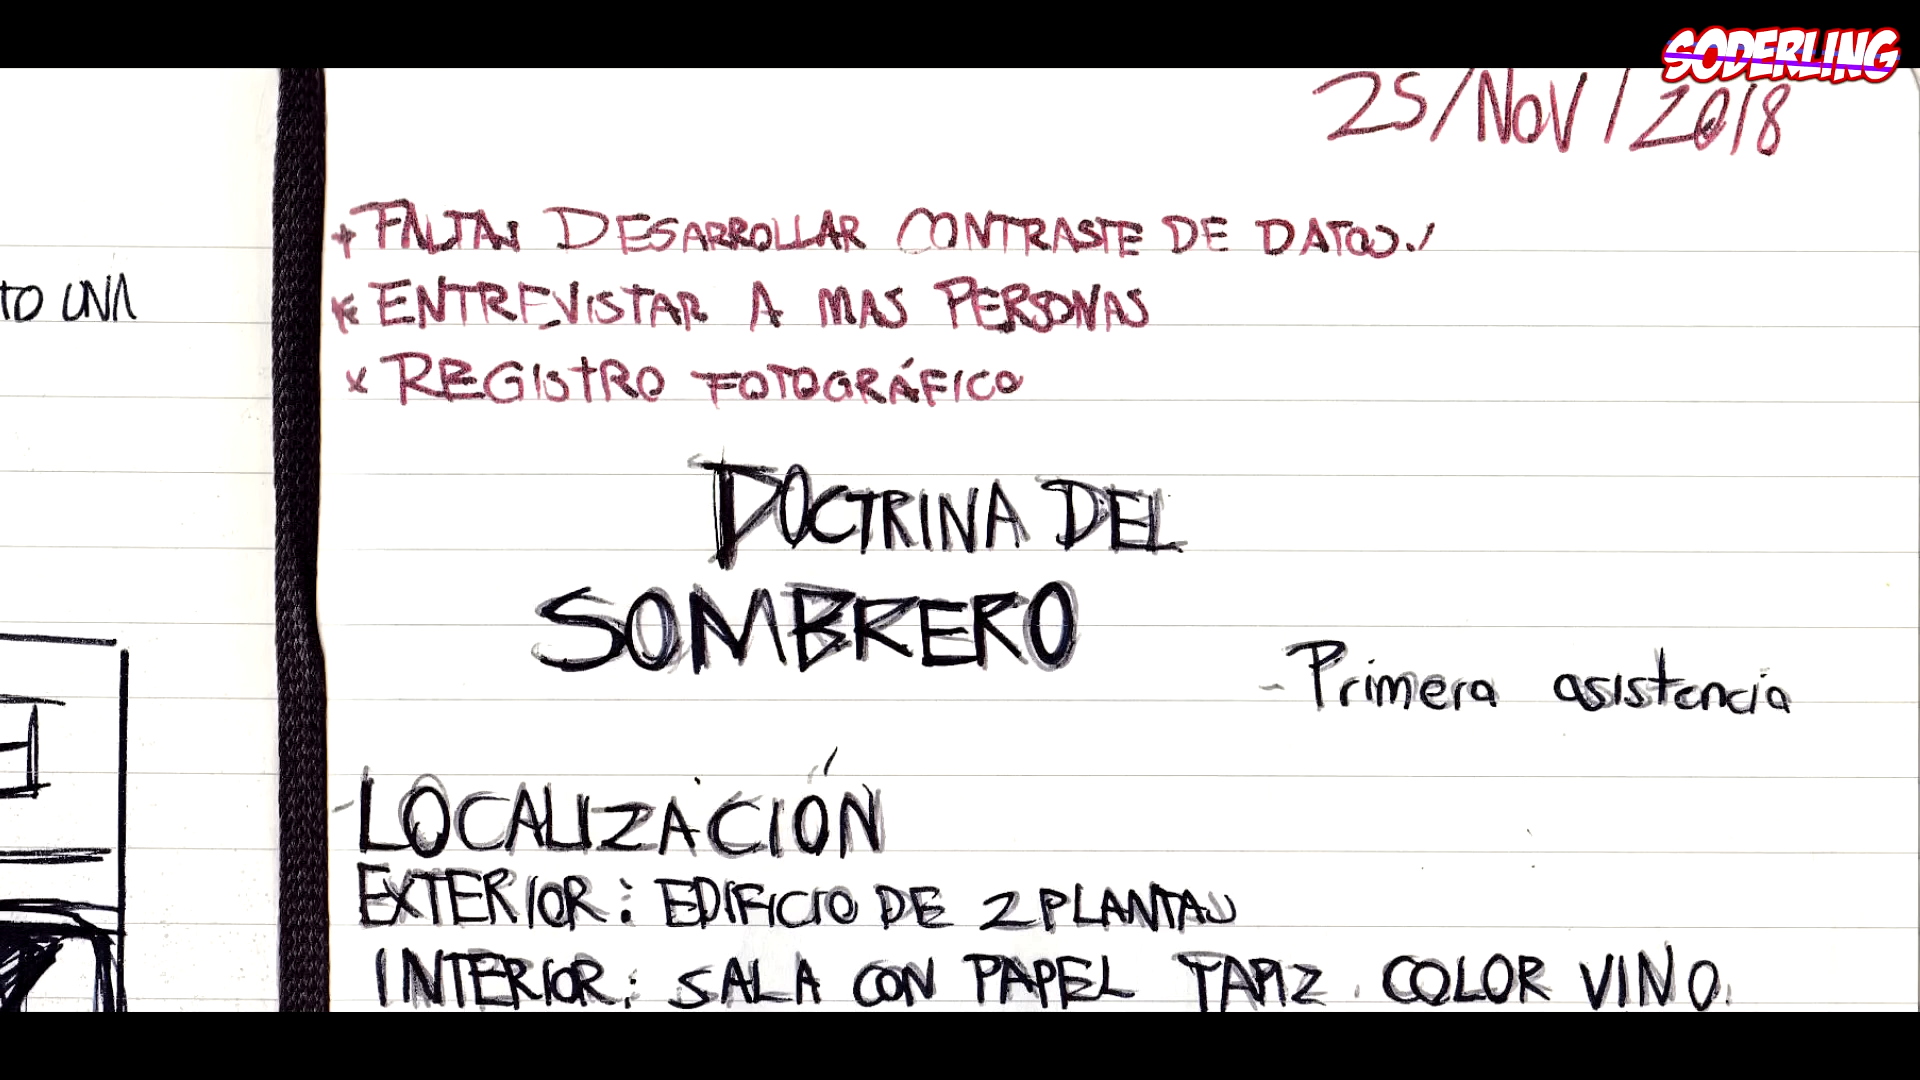 SODERLING
25/NOV/2018
+ FALTAN DESARROLLAR CONTRASTE DE DATOS.
* ENTREVISTAR A MAS PERSONAS
x REGISTRO FOTOGRÁFICO
TO UNA
DOCTRINA DEL
SOMBRERO
- Primera asistencia
- LOCALIZACIÓN
EXTERIOR: EDIFICIO DE 2 PLANTAS
INTERIOR: SALA CON PAPEL TAPIZ COLOR VINO.